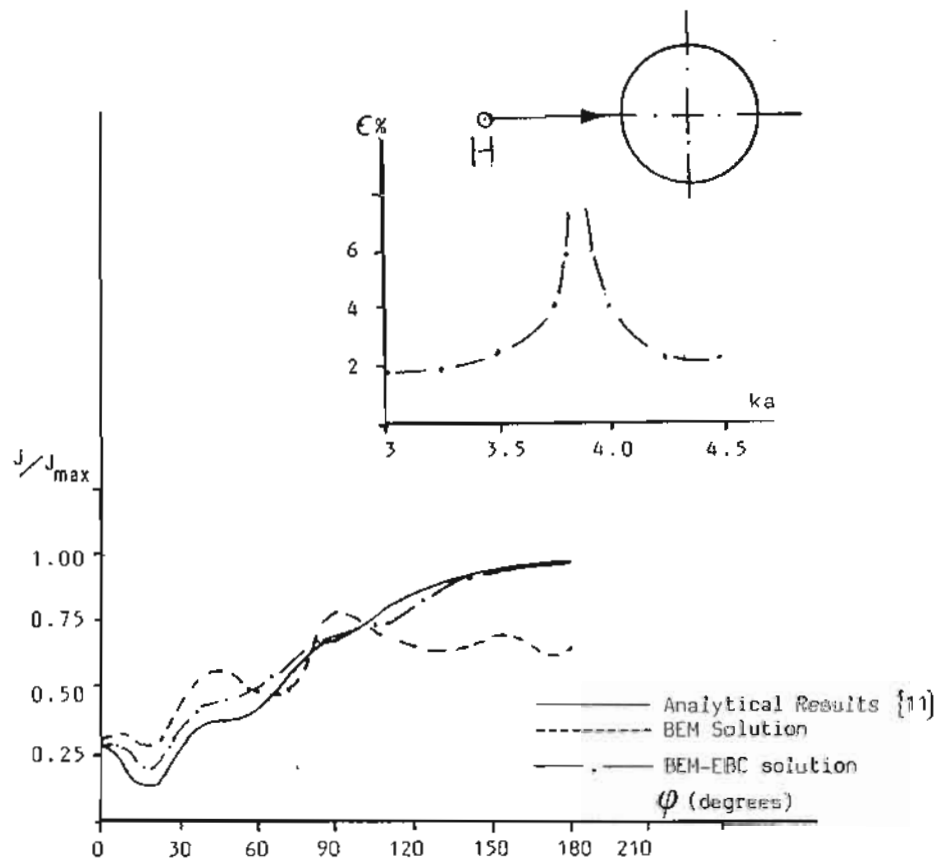 ϵ%
H
6
4
2
ka
3 3.5 4.0 4.5
J/Jmax
1.00
0.75
0.50
0.25
Analytical Results [11]
BEM Solution
BEM-EBC solution
φ (degrees)
0 30 60 90 120 150 180 210